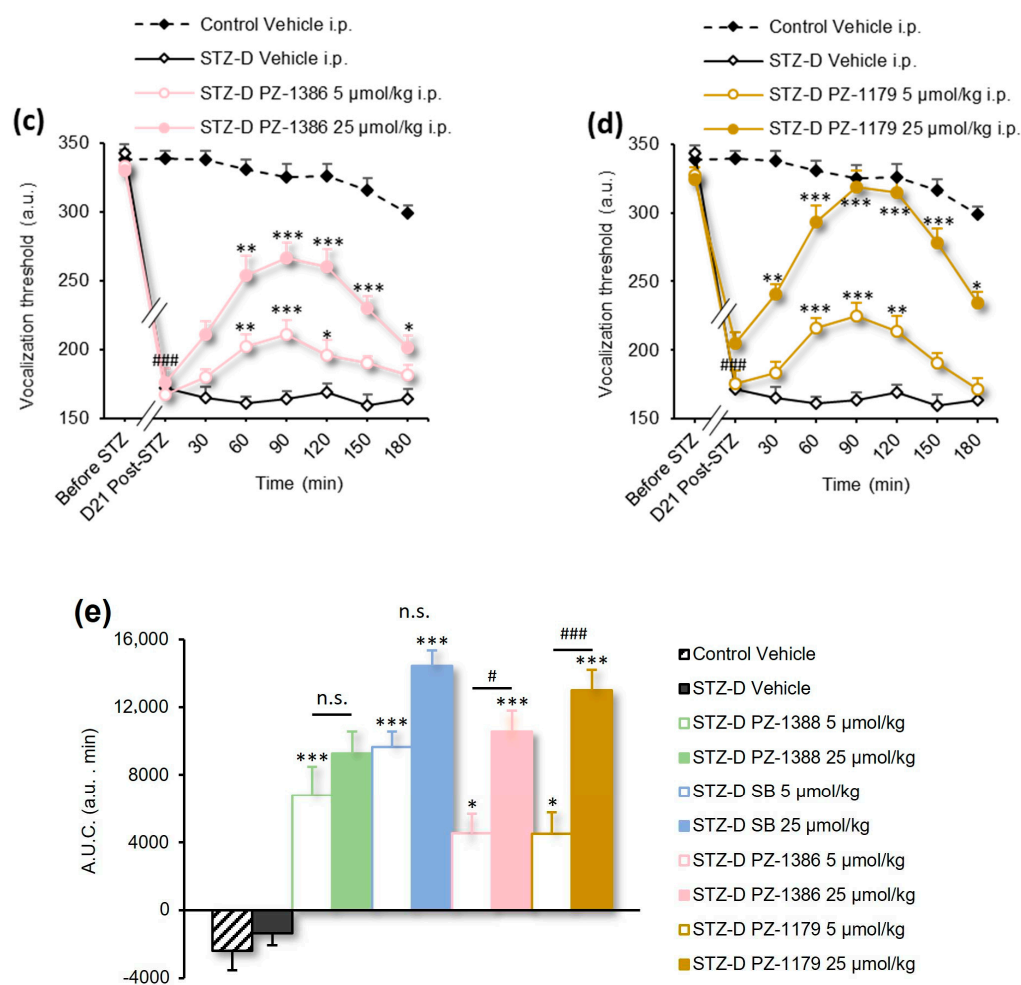 Control Vehicle i.p.
STZ-D Vehicle i.p.
STZ-D PZ-1386 5 µmol/kg i.p.
STZ-D PZ-1386 25 µmol/kg i.p.
(c)
Vocalization threshold (a.u.)
350
300
250
200
150
** *** ***
***
*
** *** *
###
Before STZ
D21 Post-STZ
30
60
90
120
150
180
Time (min)
Control Vehicle i.p.
STZ-D Vehicle i.p.
STZ-D PZ-1179 5 µmol/kg i.p.
STZ-D PZ-1179 25 µmol/kg i.p.
(d)
Vocalization threshold (a.u.)
350
300
250
200
150
*** *** ***
***
**
*
*** *** **
###
Before STZ
D21 Post-STZ
30
60
90
120
150
180
Time (min)
(e)
A.U.C. (a.u. . min)
16,000
12,000
8000
4000
0
-4000
n.s.
***
###
***
#
***
n.s.
***
***
*
*
Control Vehicle
STZ-D Vehicle
STZ-D PZ-1388 5 µmol/kg
STZ-D PZ-1388 25 µmol/kg
STZ-D SB 5 µmol/kg
STZ-D SB 25 µmol/kg
STZ-D PZ-1386 5 µmol/kg
STZ-D PZ-1386 25 µmol/kg
STZ-D PZ-1179 5 µmol/kg
STZ-D PZ-1179 25 µmol/kg